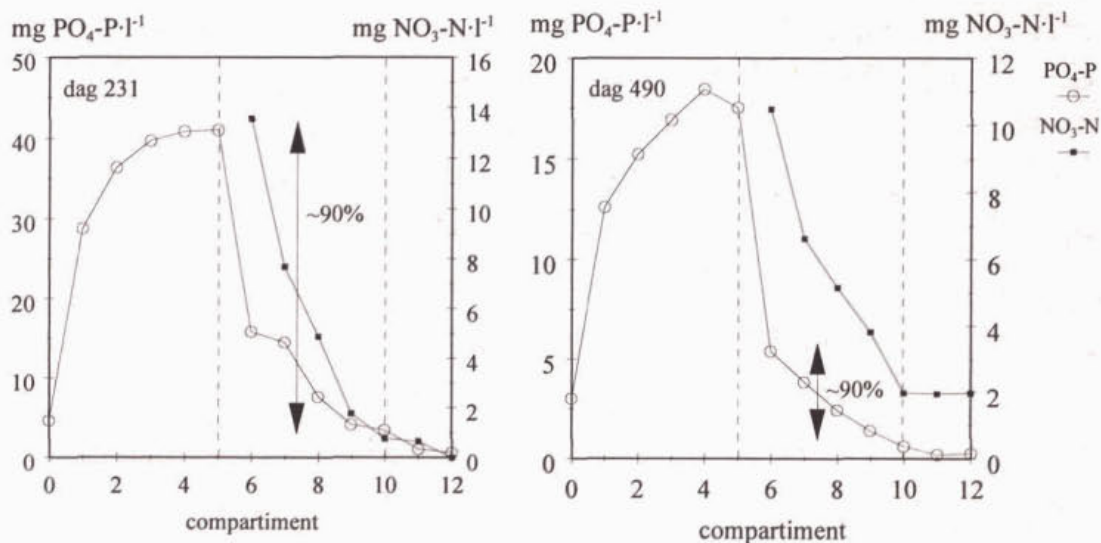 mg PO₄-P·l⁻¹ mg NO₃-N·l⁻¹
50 16
dag 231
14
40
12
30 10
~90%
8
20
6
4
10
2
0 0
0 2 4 6 8 10 12
compartiment
mg PO₄-P·l⁻¹ mg NO₃-N·l⁻¹
20 12
dag 490
10
15
8
10 6
4
5
~90%
2
0 0
0 2 4 6 8 10 12
compartiment
PO₄-P
NO₃-N